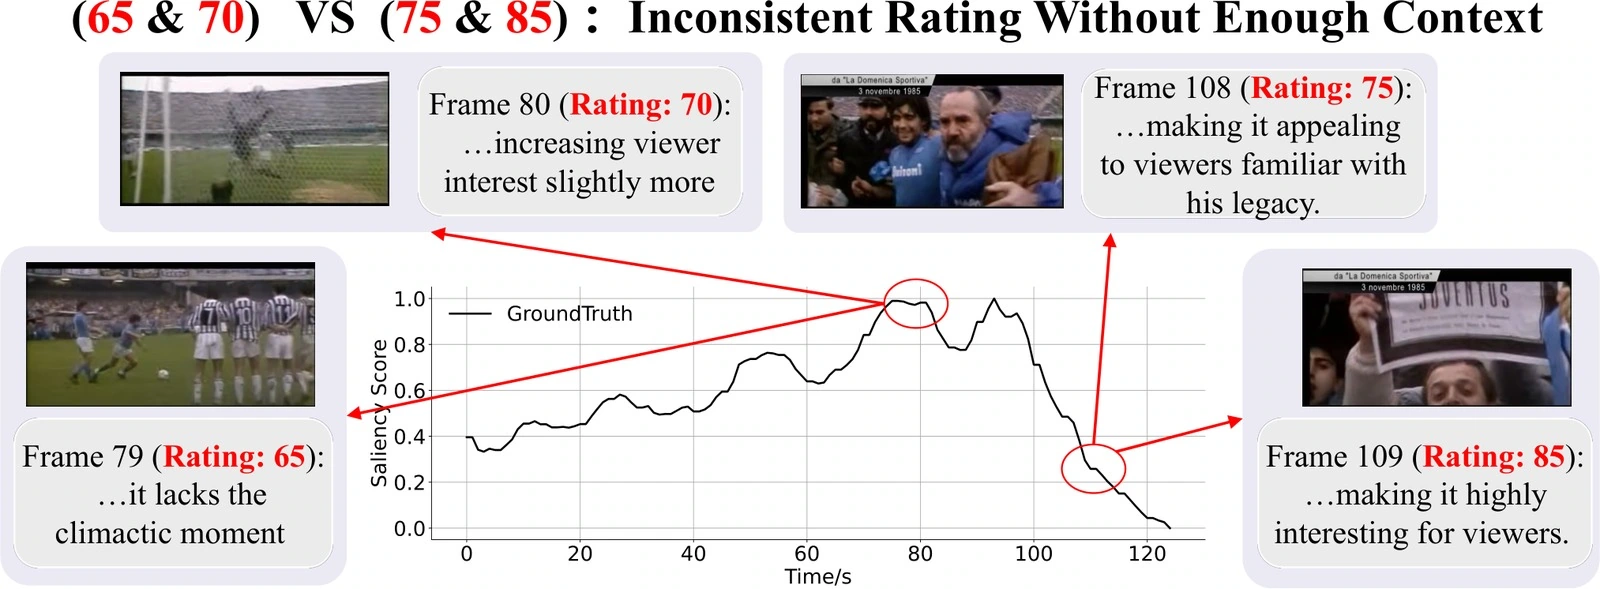 (65 & 70) VS (75 & 85) : Inconsistent Rating Without Enough Context
Frame 80 (Rating: 70):
…increasing viewer
interest slightly more
da "La Domenica Sportiva"
3 novembre 1985
Frame 108 (Rating: 75):
…making it appealing
to viewers familiar with
his legacy.
Frame 79 (Rating: 65):
…it lacks the
climactic moment
GroundTruth
Saliency Score
1.0
0.8
0.6
0.4
0.2
0.0
0 20 40 60 80 100 120
Time/s
da "La Domenica Sportiva"
3 novembre 1985
JUVENTUS
Frame 109 (Rating: 85):
…making it highly
interesting for viewers.